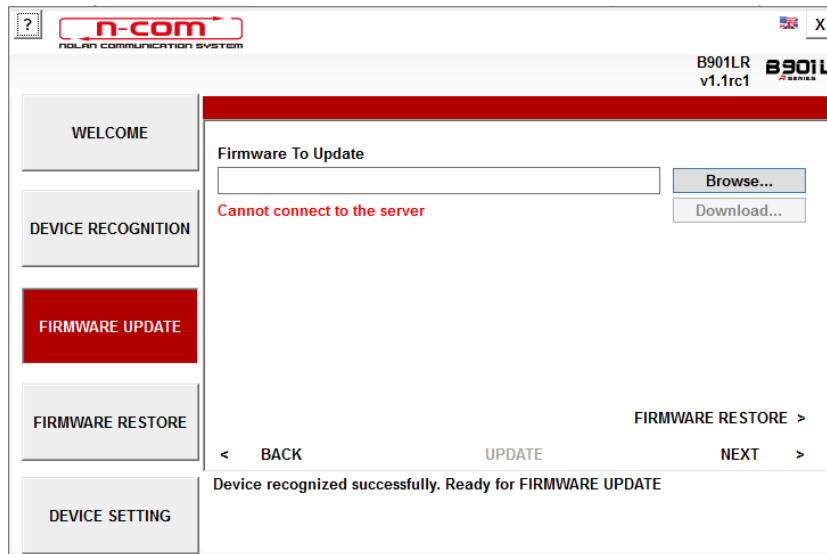 ?
n-com
NOLAN COMMUNICATION SYSTEM
X
B901LR
v1.1rc1
B901L
R SERIES
WELCOME
DEVICE RECOGNITION
FIRMWARE UPDATE
FIRMWARE RESTORE
DEVICE SETTING
Firmware To Update
Browse...
Cannot connect to the server
Download...
FIRMWARE RESTORE >
< BACK UPDATE NEXT >
Device recognized successfully. Ready for FIRMWARE UPDATE